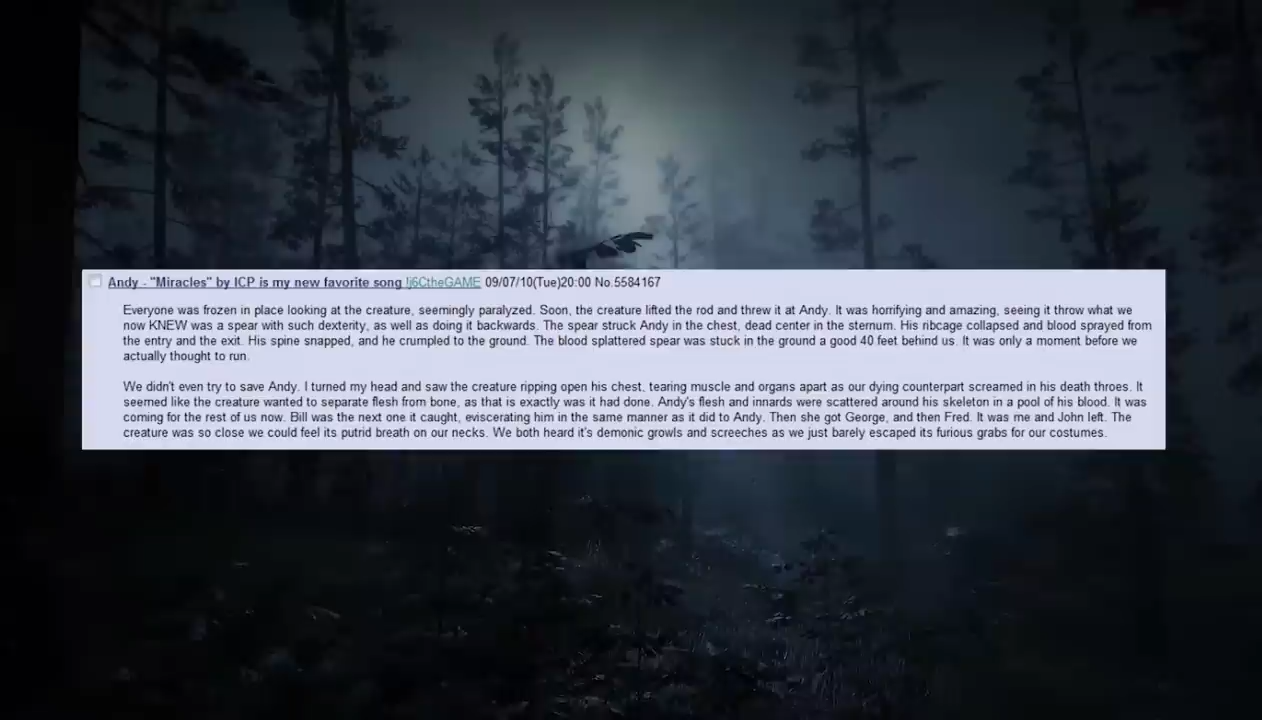 Andy - "Miracles" by ICP is my new favorite song !j6CtheGAME 09/07/10(Tue)20:00 No.5584167
Everyone was frozen in place looking at the creature, seemingly paralyzed. Soon, the creature lifted the rod and threw it at Andy. It was horrifying and amazing, seeing it throw what we
now KNEW was a spear with such dexterity, as well as doing it backwards. The spear struck Andy in the chest, dead center in the sternum. His ribcage collapsed and blood sprayed from
the entry and the exit. His spine snapped, and he crumpled to the ground. The blood splattered spear was stuck in the ground a good 40 feet behind us. It was only a moment before we
actually thought to run.
We didn't even try to save Andy. I turned my head and saw the creature ripping open his chest, tearing muscle and organs apart as our dying counterpart screamed in his death throes. It
seemed like the creature wanted to separate flesh from bone, as that is exactly was it had done. Andy's flesh and innards were scattered around his skeleton in a pool of his blood. It was
coming for the rest of us now. Bill was the next one it caught, eviscerating him in the same manner as it did to Andy. Then she got George, and then Fred. It was me and John left. The
creature was so close we could feel its putrid breath on our necks. We both heard it's demonic growls and screeches as we just barely escaped its furious grabs for our costumes.